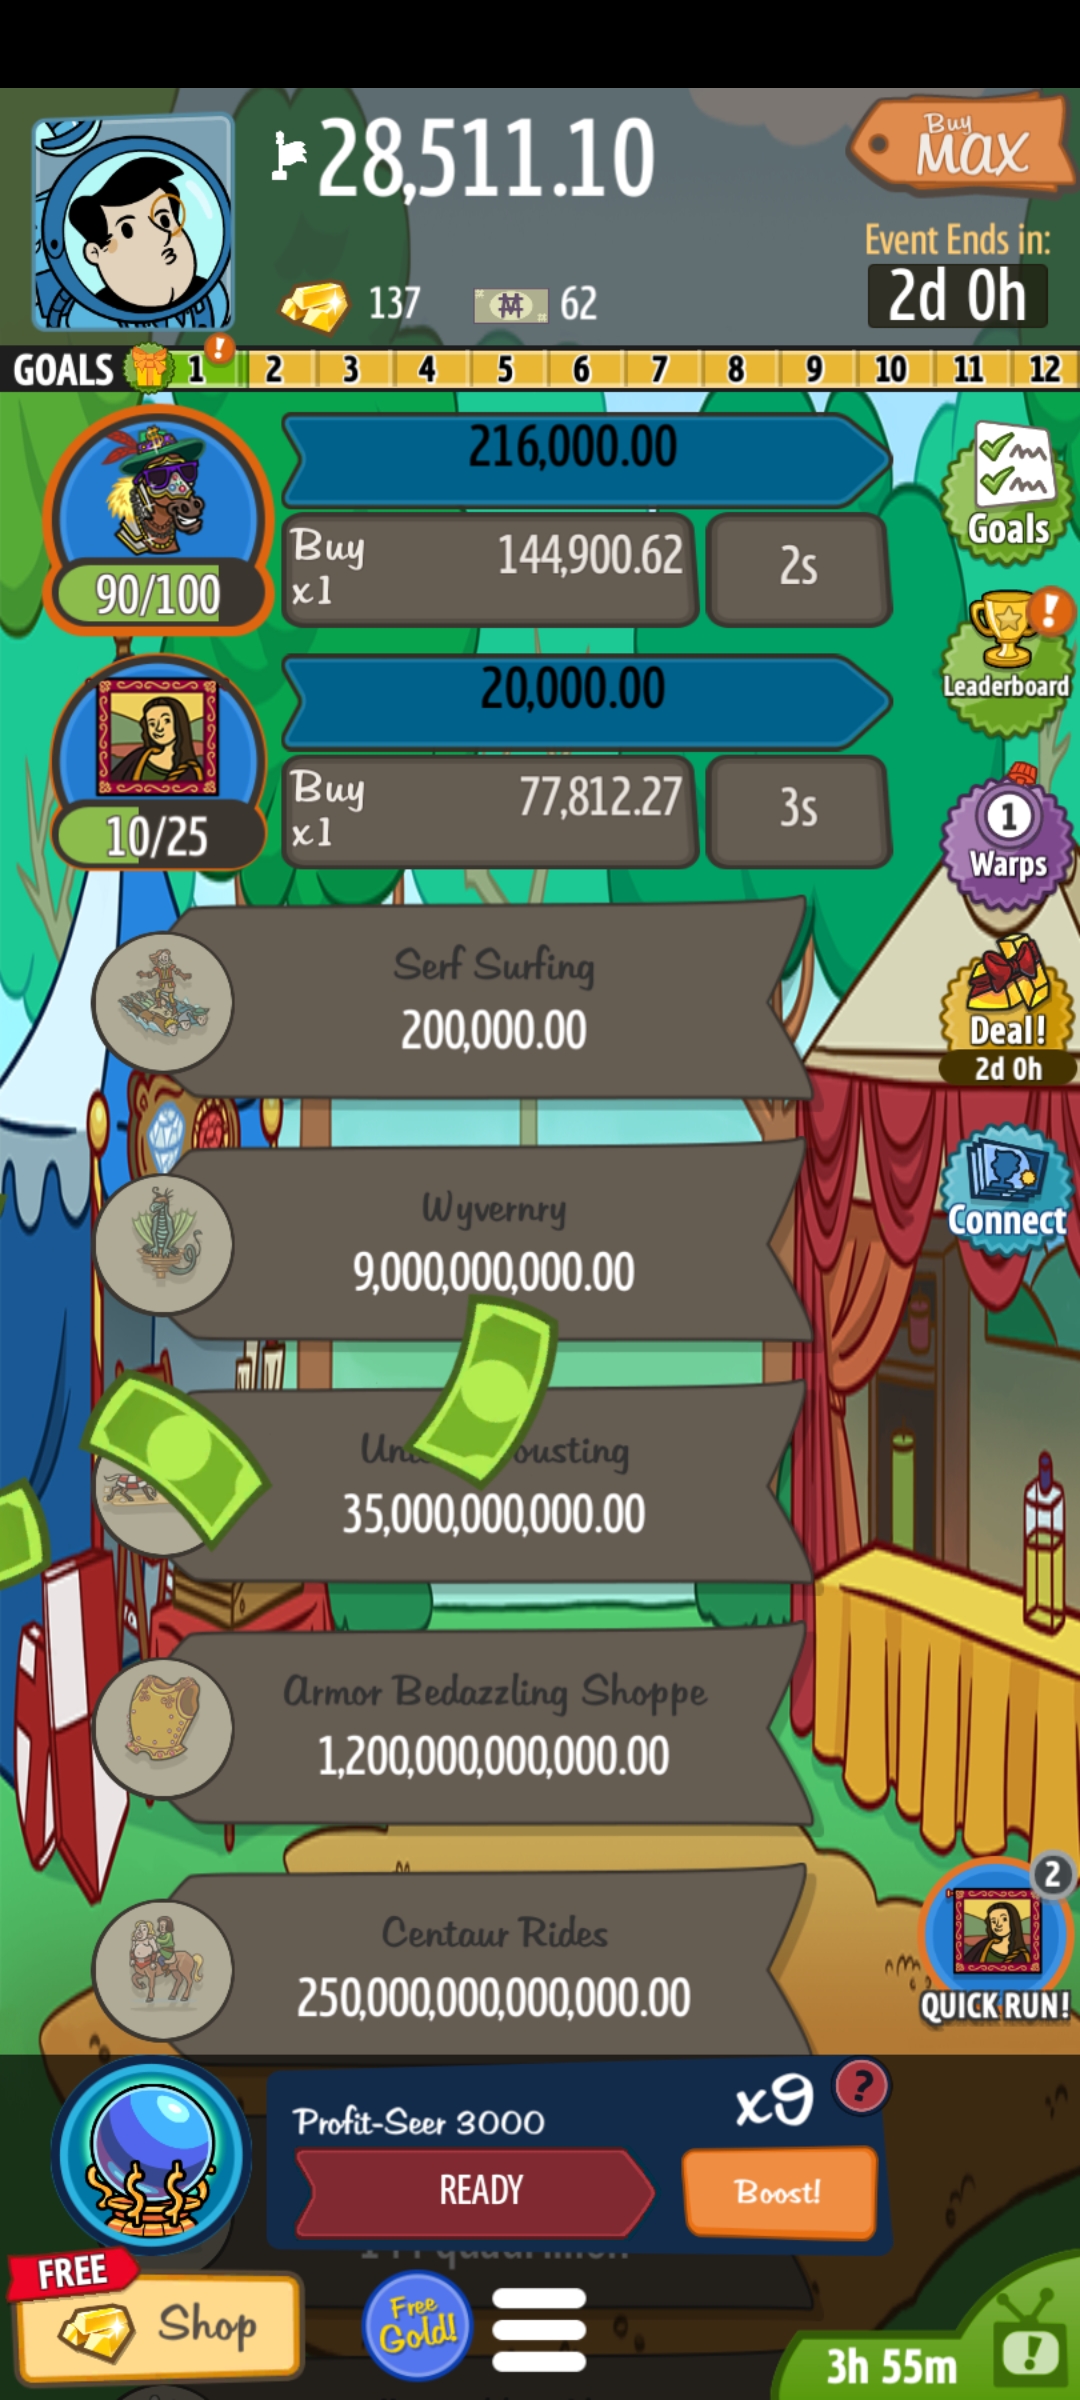 28,511.10
Buy
MAX
137
62
Event Ends in:
2d 0h
GOALS 1 ! 2 3 4 5 6 7 8 9 10 11 12
216,000.00
Buy
x1
144,900.62
2s
90/100
Goals
20,000.00
Buy
x1
77,812.27
3s
10/25
!
Leaderboard
1
Warps
Serf Surfing
200,000.00
Deal!
2d 0h
Wyvernry
9,000,000,000.00
Connect
ousting
35,000,000,000.00
Armor Bedazzling Shoppe
1,200,000,000,000.00
Centaur Rides
250,000,000,000,000.00
2
QUICK RUN!
Profit-Seer 3000
x9
?
READY
Boost!
FREE
Shop
Free
Gold!
3h 55m
!